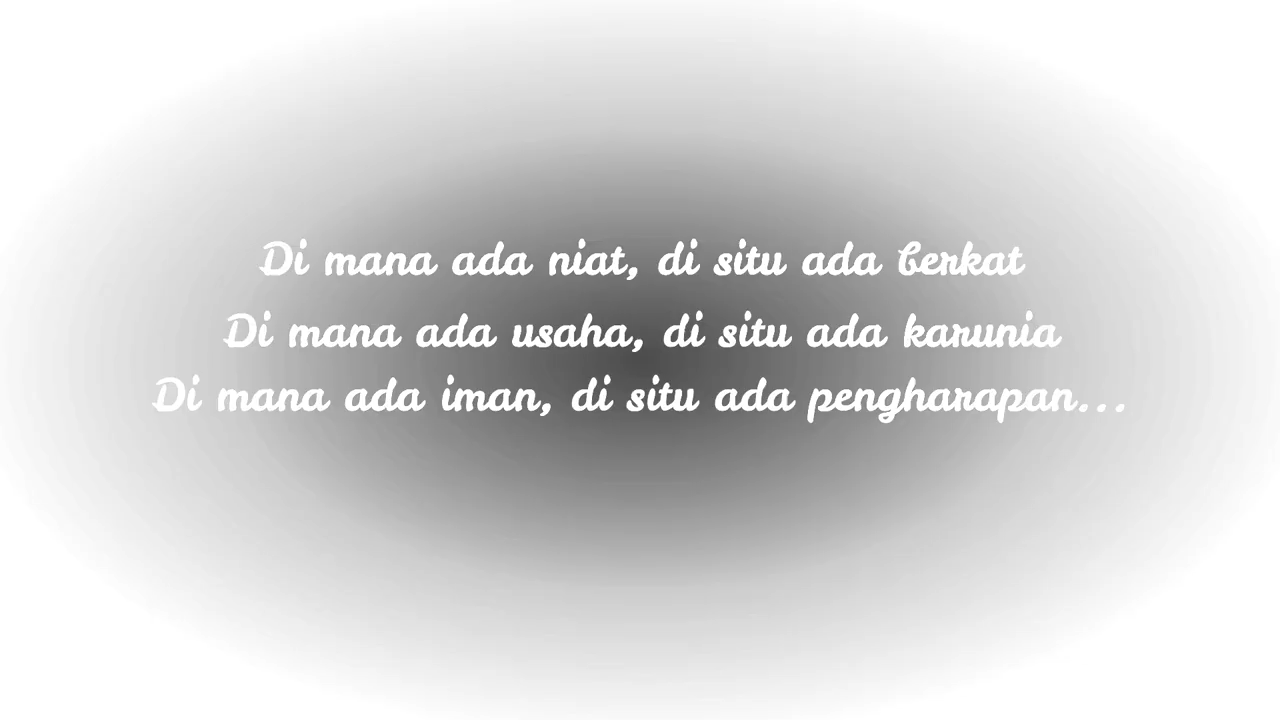 Di mana ada niat, di situ ada berkat
Di mana ada usaha, di situ ada karunia
Di mana ada iman, di situ ada pengharapan...